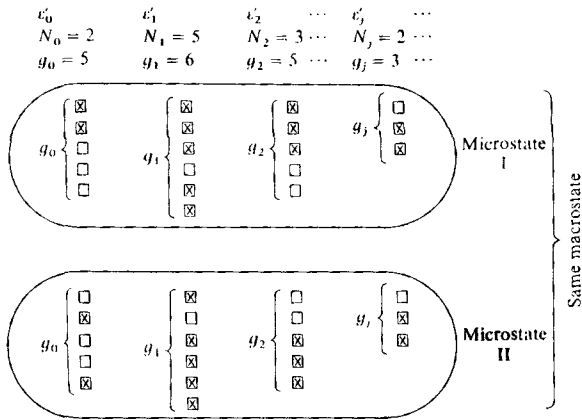 ε′₀ ε′₁ ε′₂ ⋯ ε′ⱼ ⋯
N₀ = 2 N₁ = 5 N₂ = 3 ⋯ Nⱼ = 2 ⋯
g₀ = 5 g₁ = 6 g₂ = 5 ⋯ gⱼ = 3 ⋯
g₀ g₁ g₂ gⱼ
Microstate
I
g₀ g₁ g₂ gⱼ
Microstate
II
Same macrostate